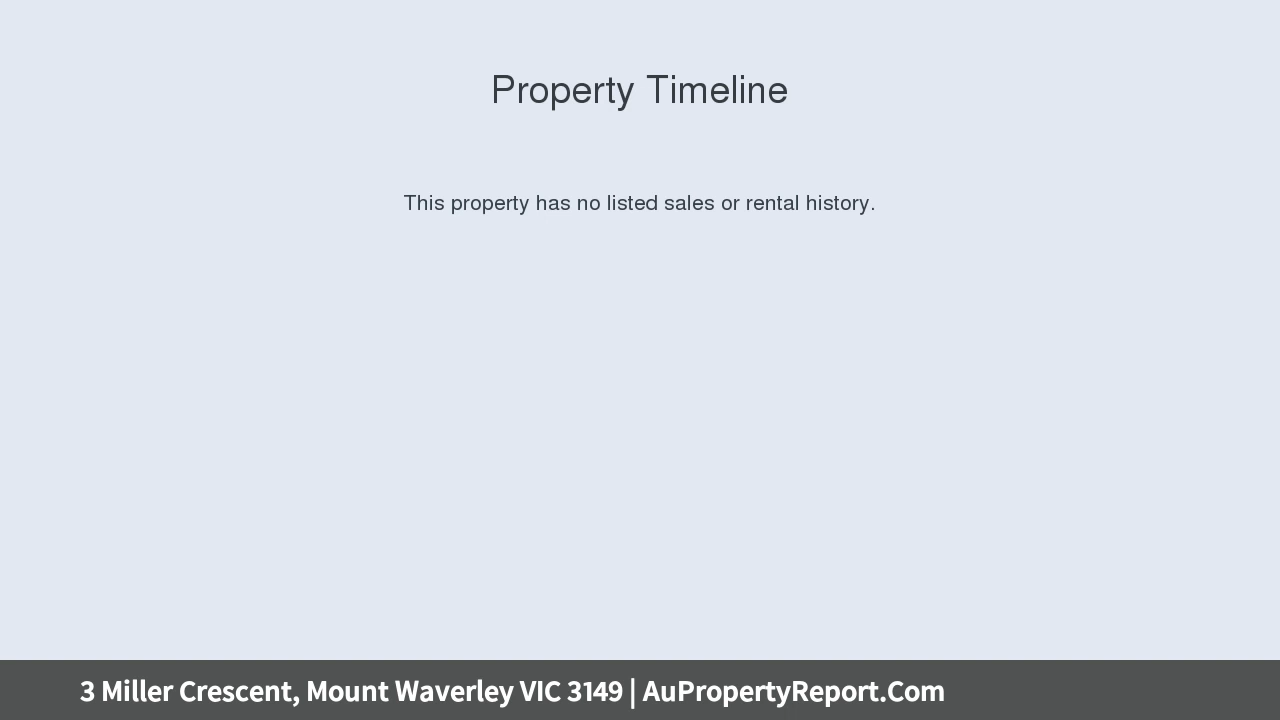 Property Timeline
This property has no listed sales or rental history.
3 Miller Crescent, Mount Waverley VIC 3149 | AuPropertyReport.Com